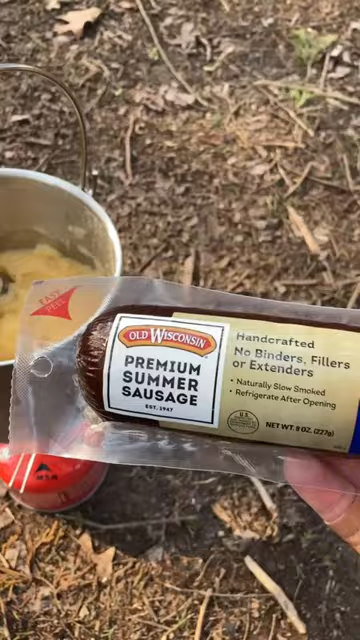 EASY
PEEL
OLD WISCONSIN
PREMIUM
SUMMER
SAUSAGE
EST. 1947
Handcrafted
No Binders, Fillers
or Extenders
• Naturally Slow Smoked
• Refrigerate After Opening
U.S.
NET WT. 8 OZ. (227g)
MSR